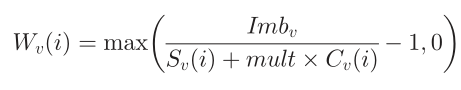 W_v(i) = max(Imb_v / (S_v(i) + mult × C_v(i)) − 1, 0)